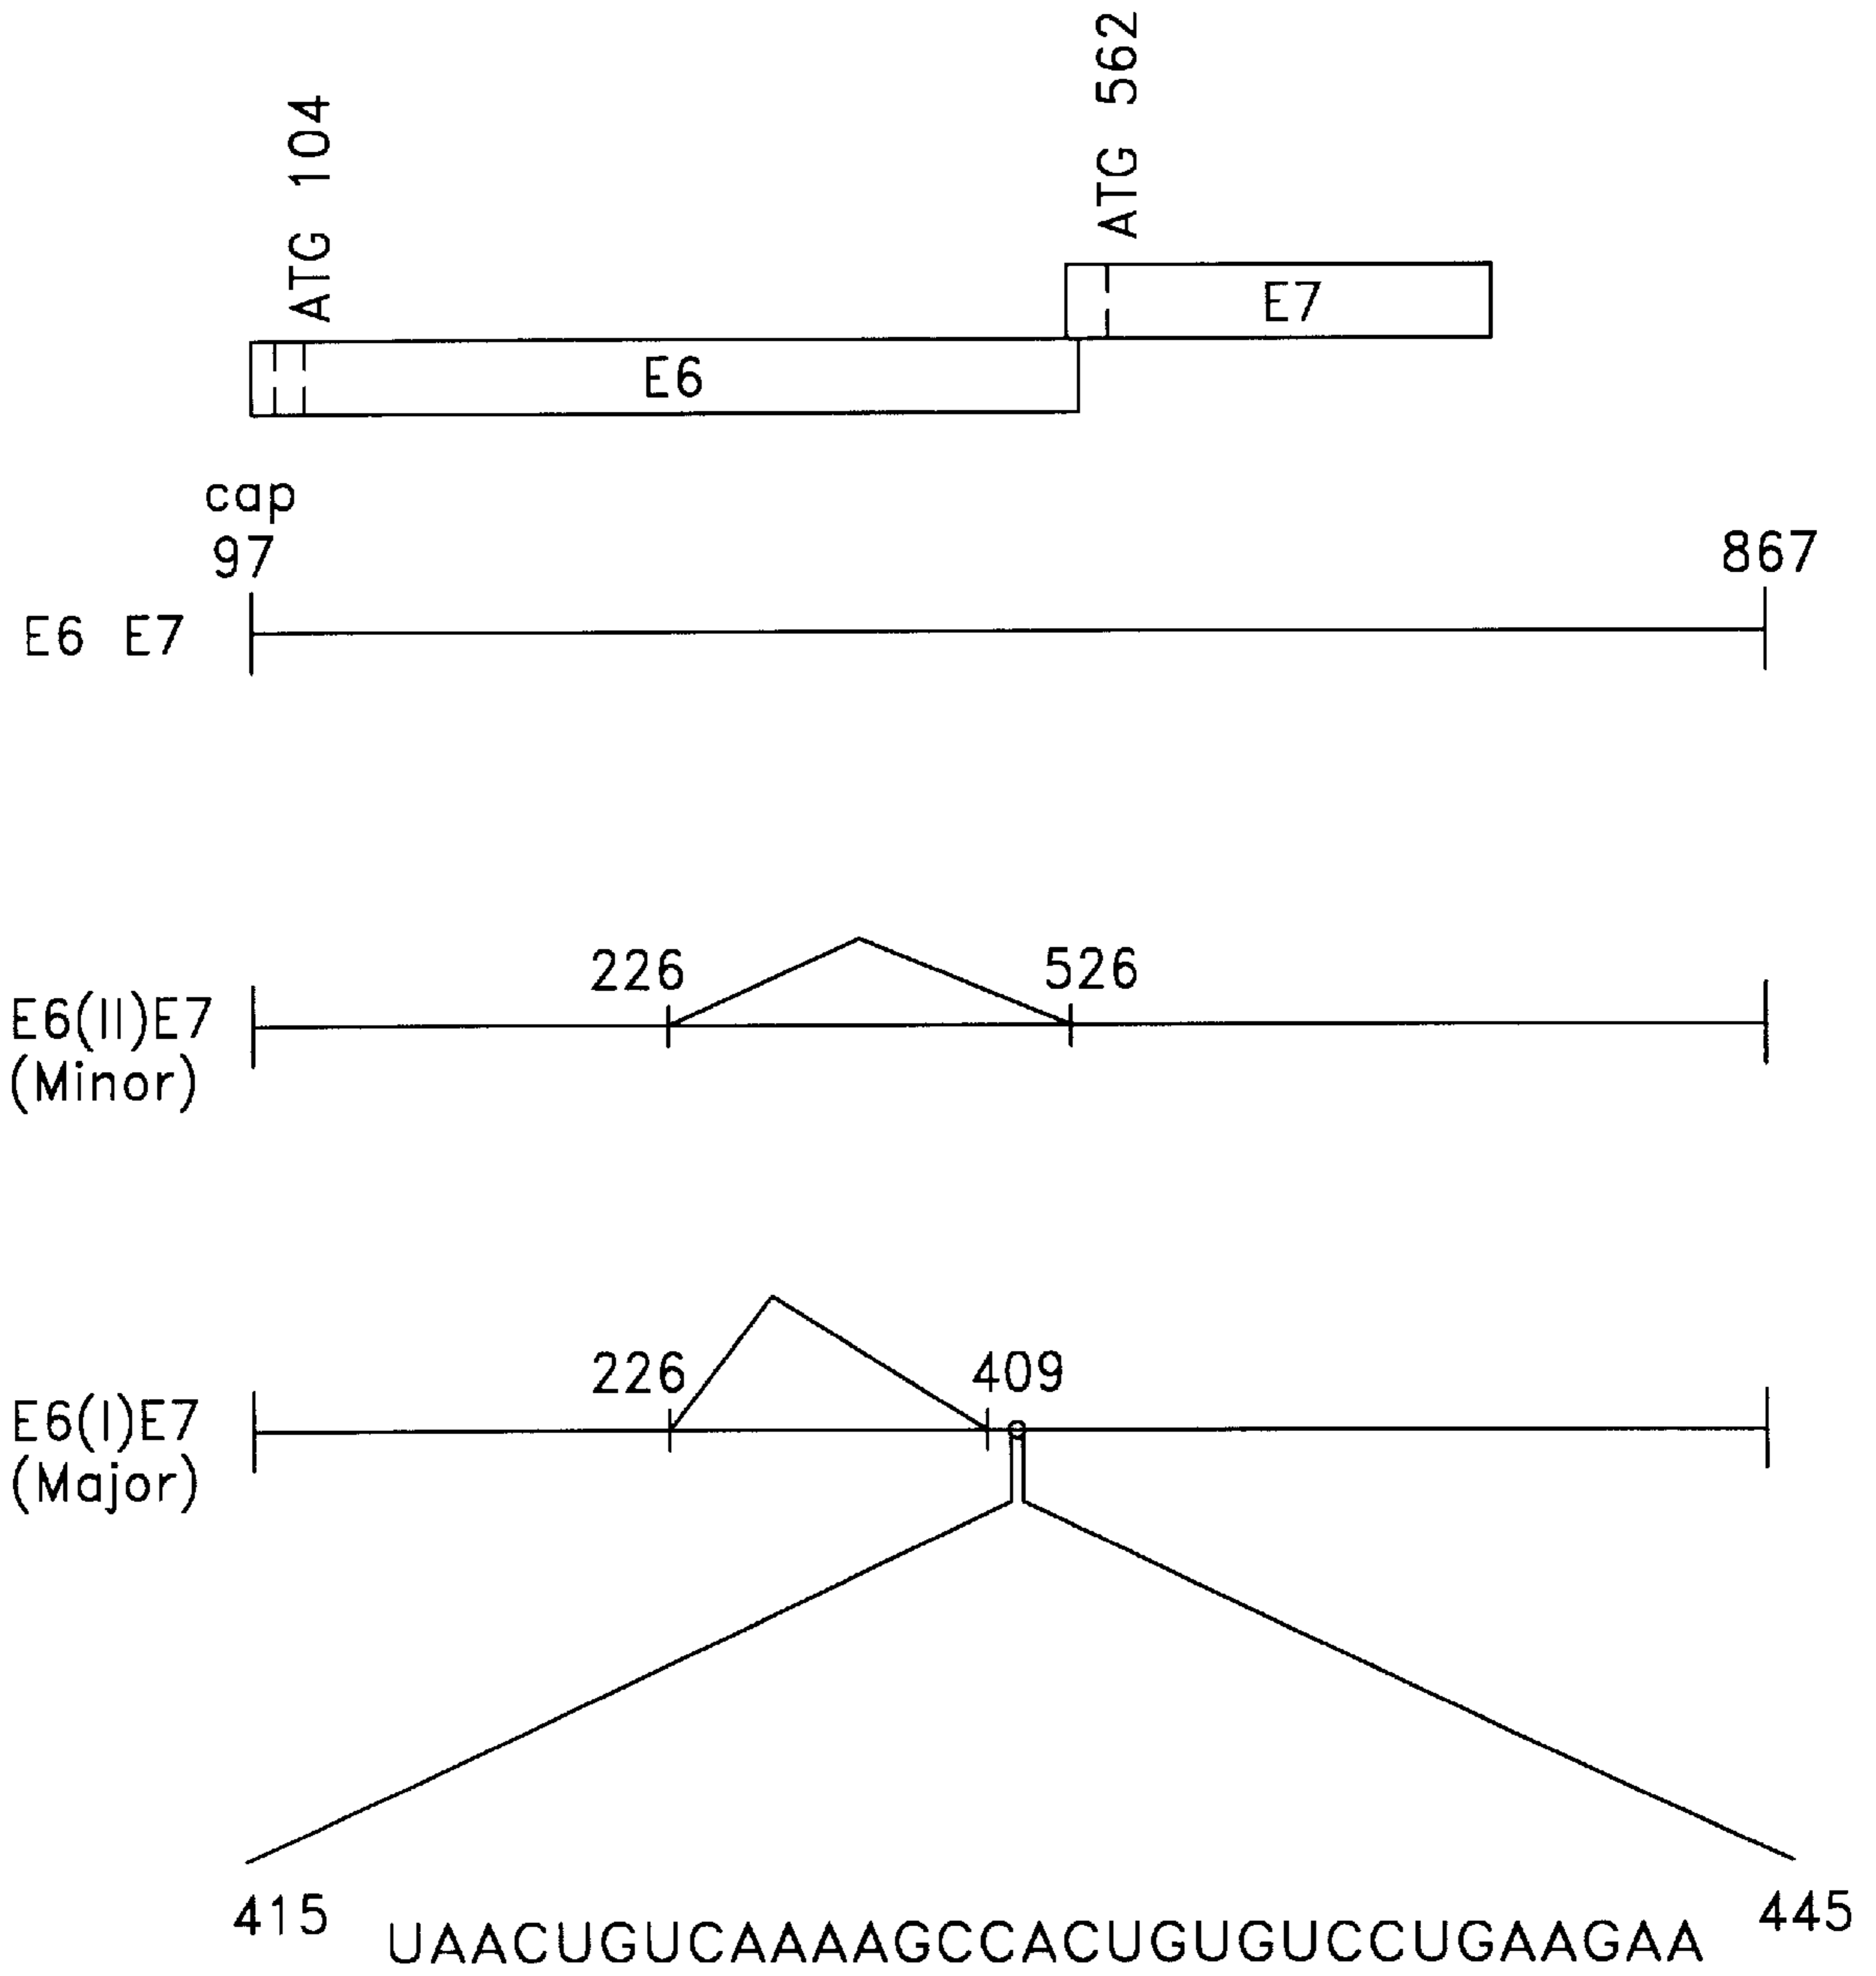 ATG 104
ATG 562
E7
E6
cap
97
867
E6 E7
226
526
E6(II)E7
(Minor)
226
409
E6(I)E7
(Major)
415
445
UAACUGUCAAAAGCCACUGUGUCCUGAAGAA